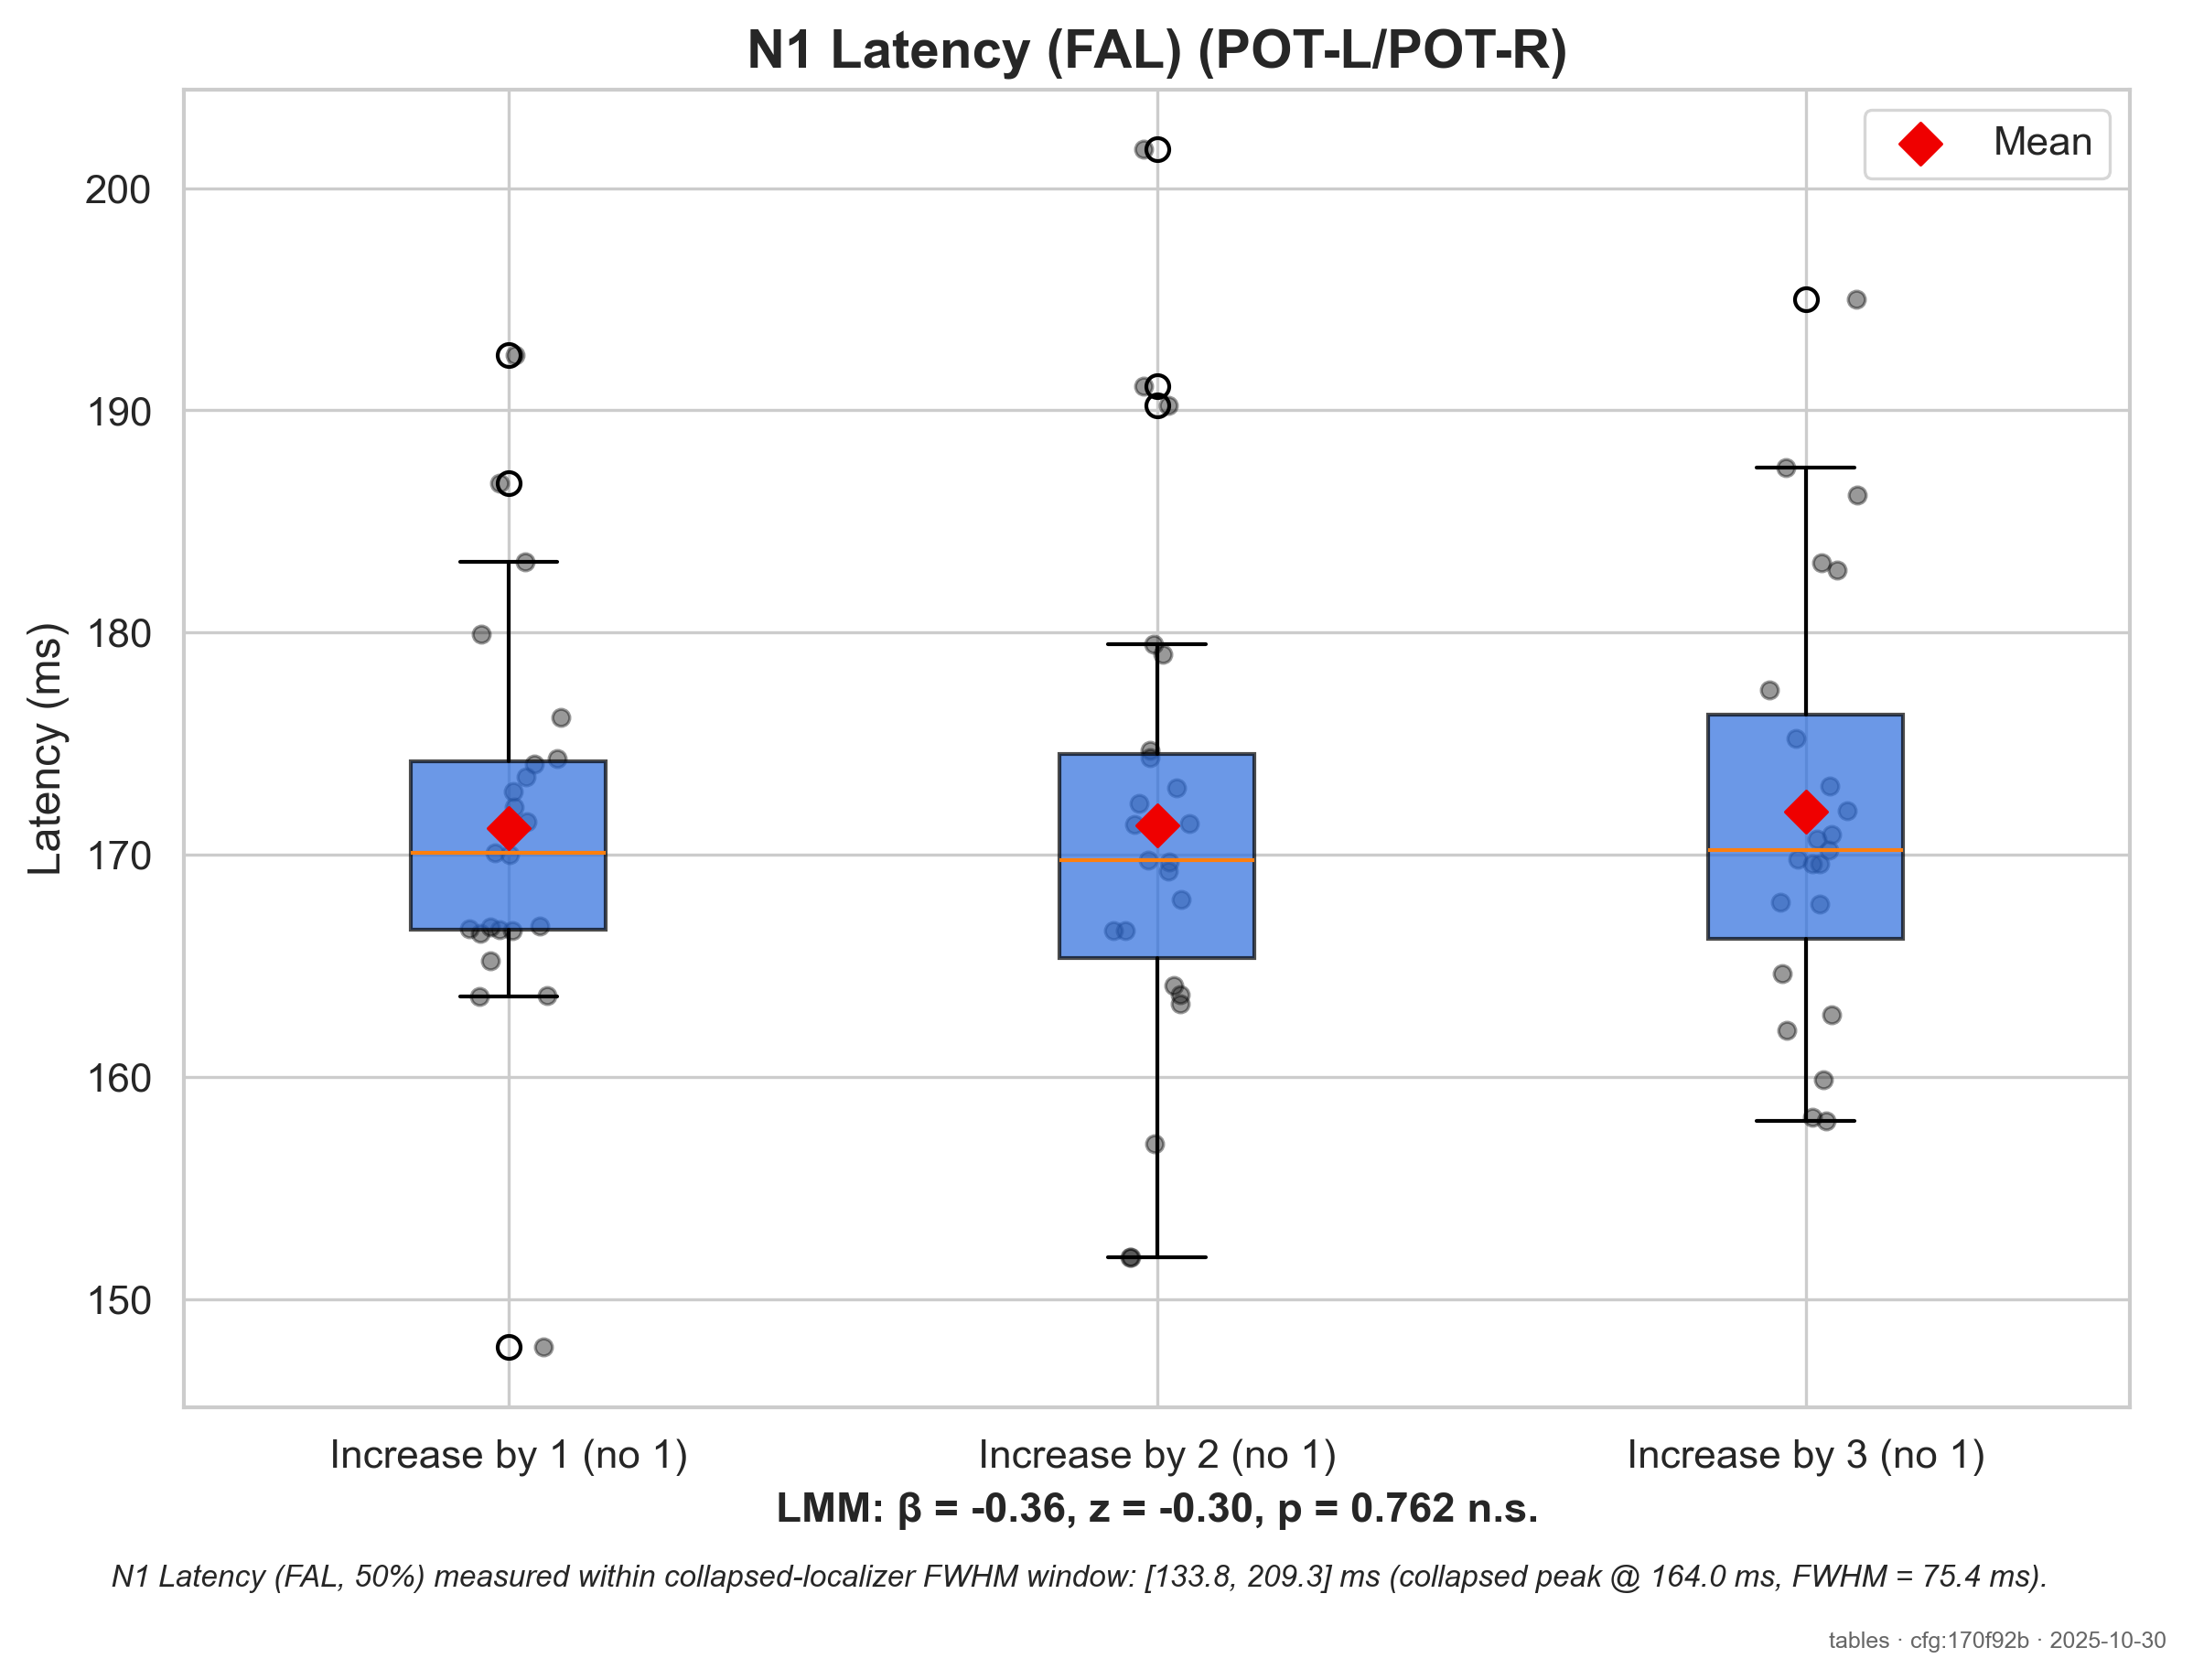 N1 Latency (FAL) (POT-L/POT-R)
Mean
200
190
180
170
160
150
Latency (ms)
Increase by 1 (no 1)
Increase by 2 (no 1)
Increase by 3 (no 1)
LMM: β = -0.36, z = -0.30, p = 0.762 n.s.
N1 Latency (FAL, 50%) measured within collapsed-localizer FWHM window: [133.8, 209.3] ms (collapsed peak @ 164.0 ms, FWHM = 75.4 ms).
tables · cfg:170f92b · 2025-10-30